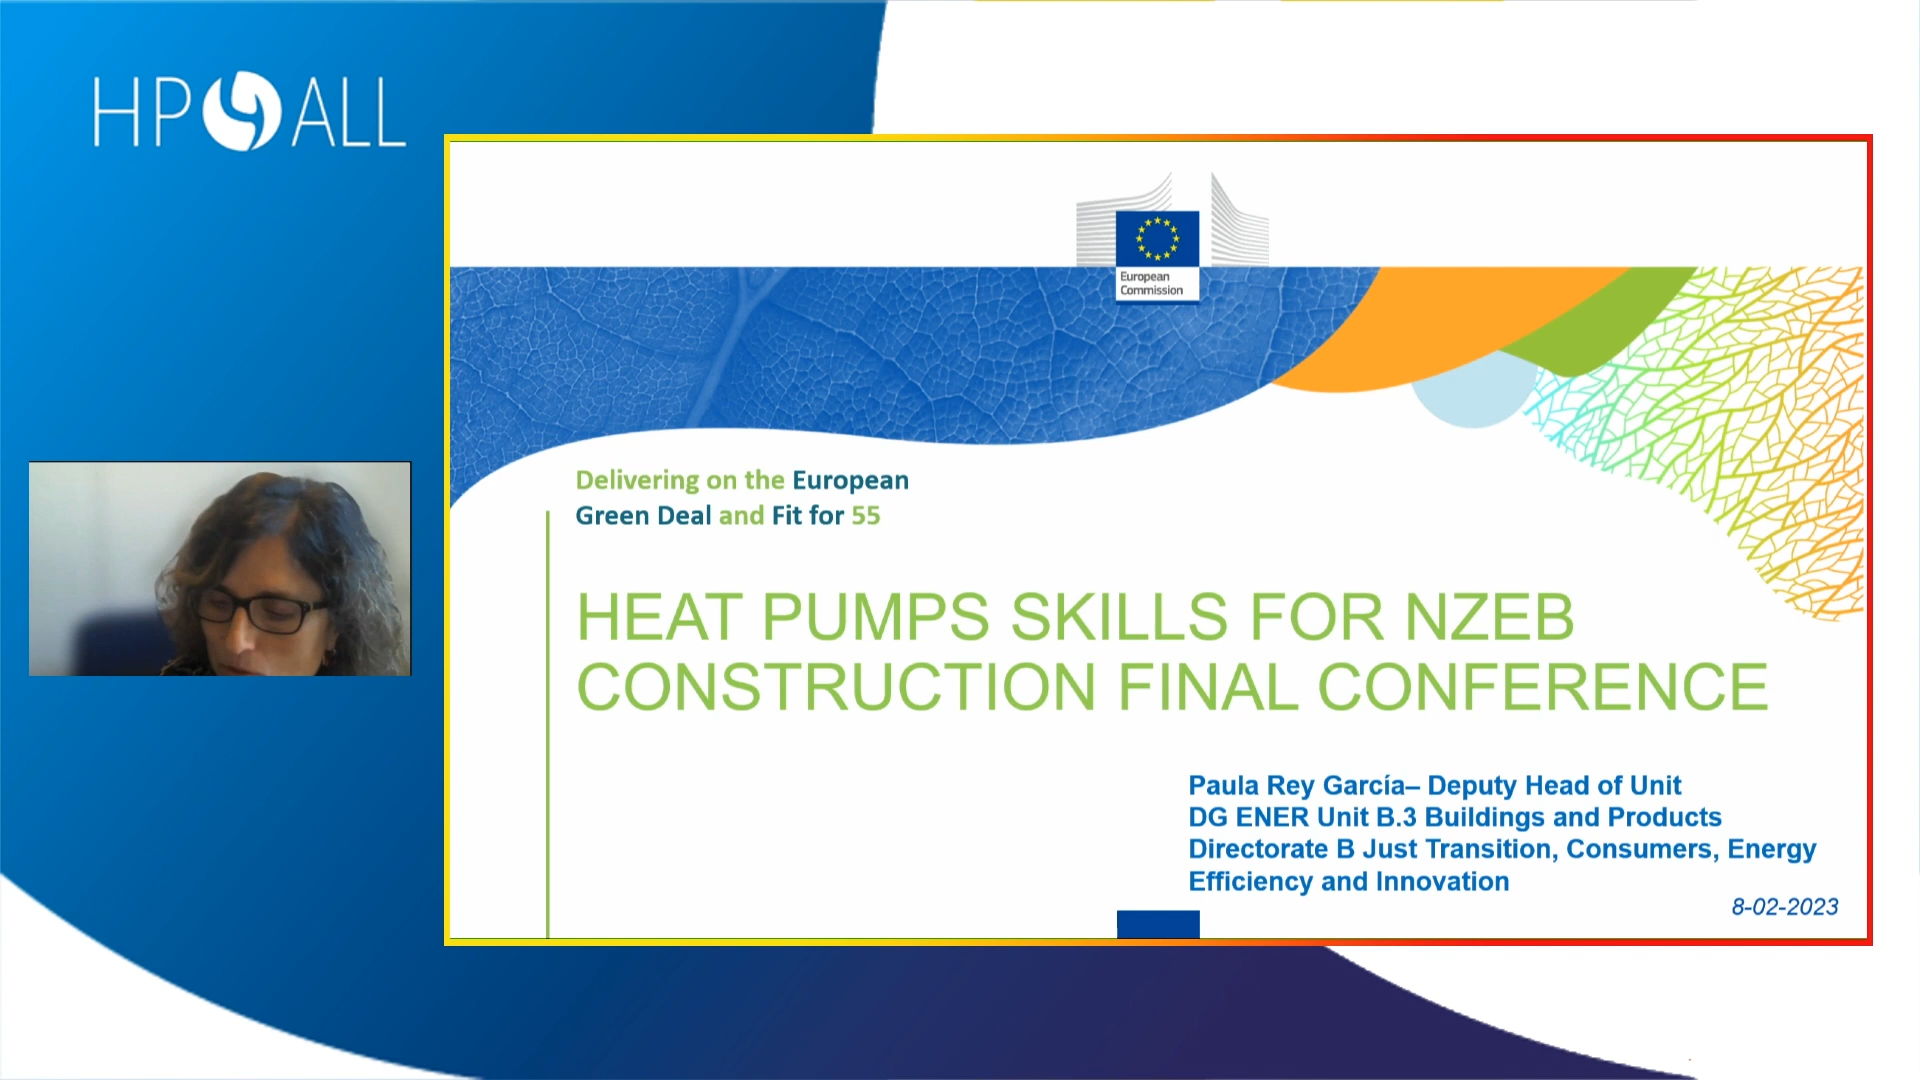 HP4ALL
European
Commission
Delivering on the European
Green Deal and Fit for 55
HEAT PUMPS SKILLS FOR NZEB
CONSTRUCTION FINAL CONFERENCE
Paula Rey García– Deputy Head of Unit
DG ENER Unit B.3 Buildings and Products
Directorate B Just Transition, Consumers, Energy
Efficiency and Innovation
8-02-2023